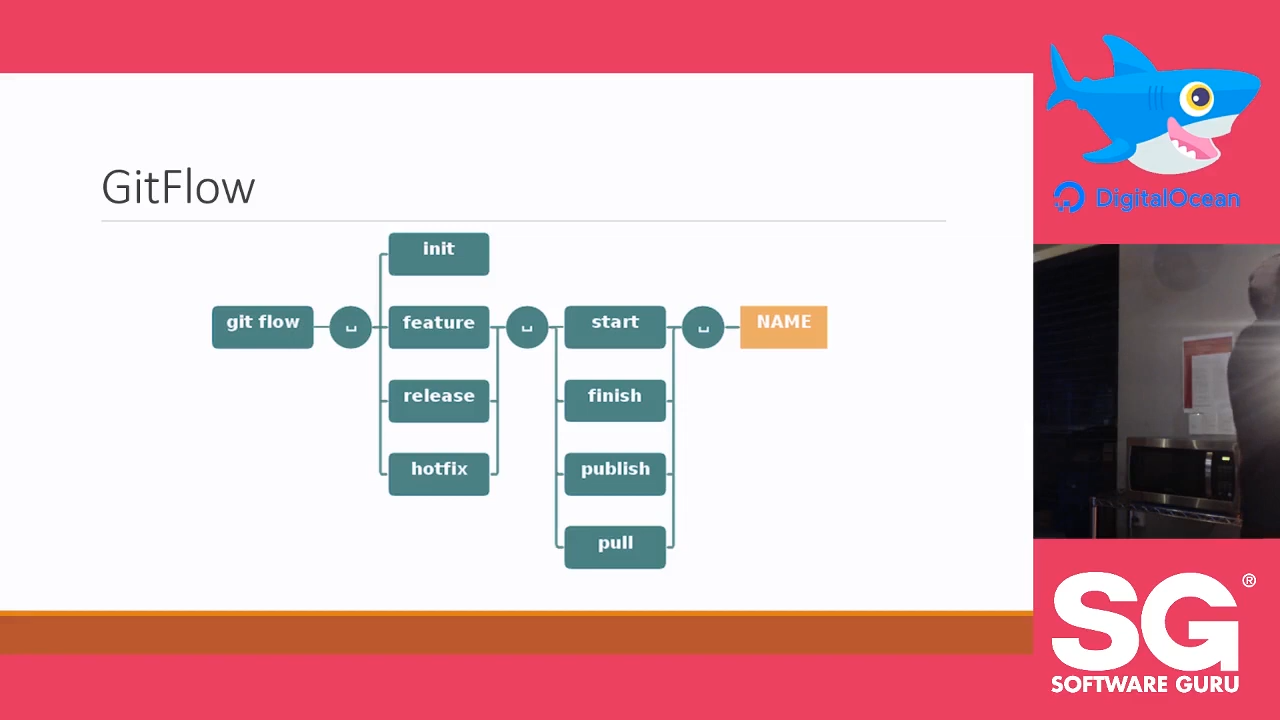 GitFlow
init
git flow
␣
feature
␣
start
␣
NAME
release
finish
hotfix
publish
pull
DigitalOcean
SG®
SOFTWARE GURU